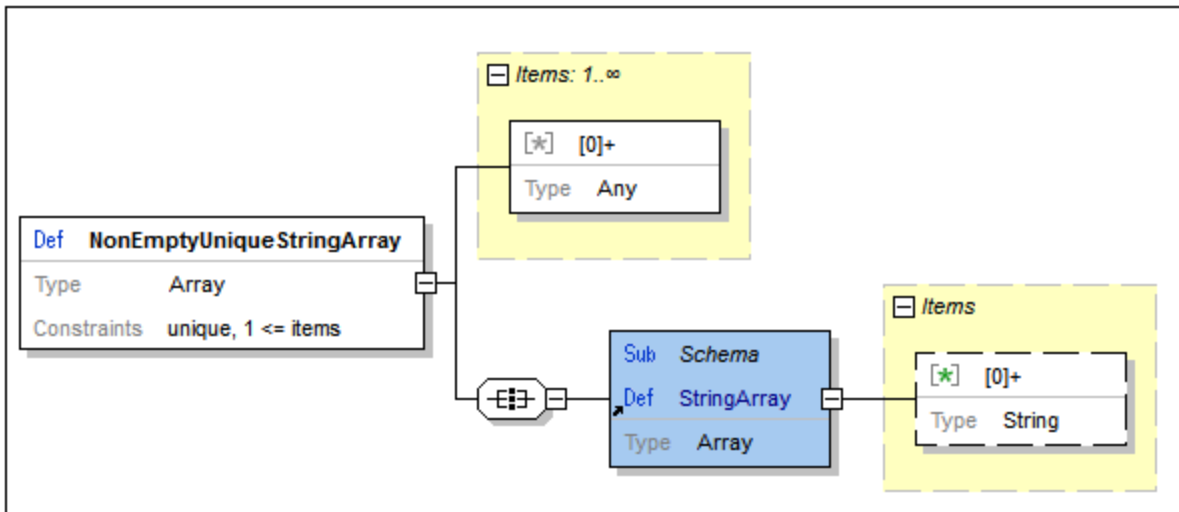 Items: 1..∞
[*] [0]+
Type Any
Def NonEmptyUniqueStringArray
Type Array
Constraints unique, 1 <= items
Items
Sub Schema
Def StringArray
Type Array
[*] [0]+
Type String